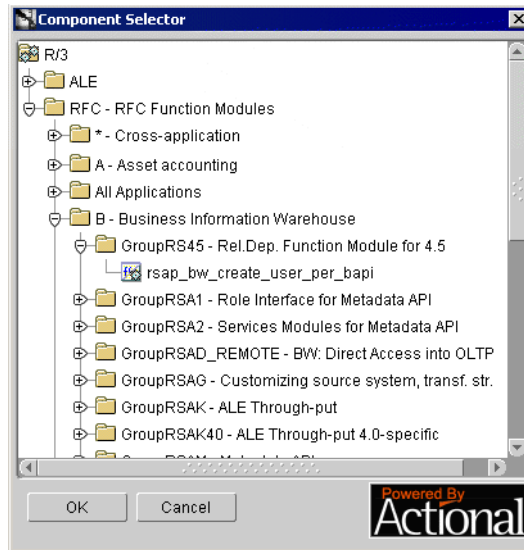 Component Selector
R/3
ALE
RFC - RFC Function Modules
* - Cross-application
A - Asset accounting
All Applications
B - Business Information Warehouse
GroupRS45 - Rel.Dep. Function Module for 4.5
rsap_bw_create_user_per_bapi
GroupRSA1 - Role Interface for Metadata API
GroupRSA2 - Services Modules for Metadata API
GroupRSAD_REMOTE - BW: Direct Access into OLTP
GroupRSAG - Customizing source system, transf. str.
GroupRSAK - ALE Through-put
GroupRSAK40 - ALE Through-put 4.0-specific
OK Cancel
Powered By
Actional